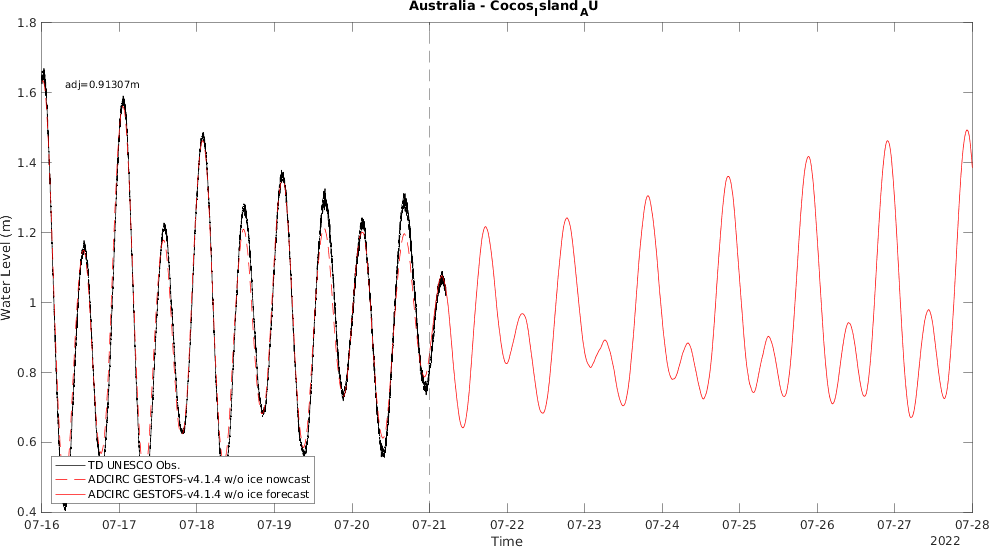 Australia - Cocos_Island_AU
1.8
1.6
1.4
1.2
1
0.8
0.6
0.4
Water Level (m)
adj=0.91307m
TD UNESCO Obs.
ADCIRC GESTOFS-v4.1.4 w/o ice nowcast
ADCIRC GESTOFS-v4.1.4 w/o ice forecast
07-16 07-17 07-18 07-19 07-20 07-21 07-22 07-23 07-24 07-25 07-26 07-27 07-28
Time
2022